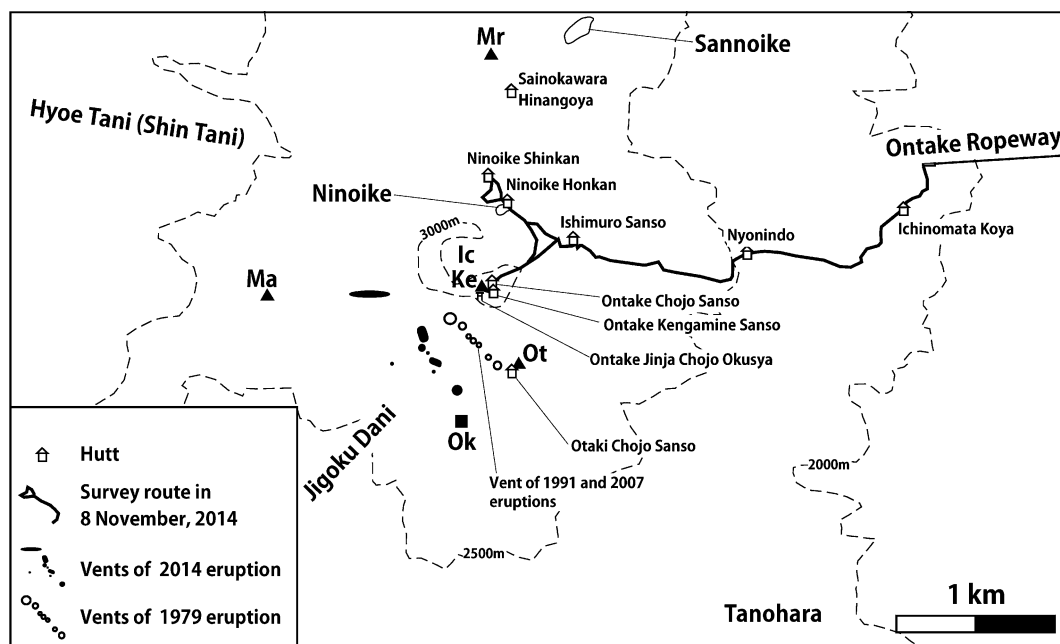 Mr
Sannoike
Sainokawara
Hinangoya
Hyoe Tani (Shin Tani)
Ontake Ropeway
Ninoike Shinkan
Ninoike Honkan
Ninoike
Ishimuro Sanso
Ichinomata Koya
3000m
Nyonindo
Ic
Ke
Ma
Ontake Chojo Sanso
Ontake Kengamine Sanso
Ontake Jinja Chojo Okusya
Ot
Jigoku Dani
Ok
Otaki Chojo Sanso
Vent of 1991 and 2007
eruptions
2000m
2500m
Hutt
Survey route in
8 November, 2014
Vents of 2014 eruption
Vents of 1979 eruption
Tanohara
1 km